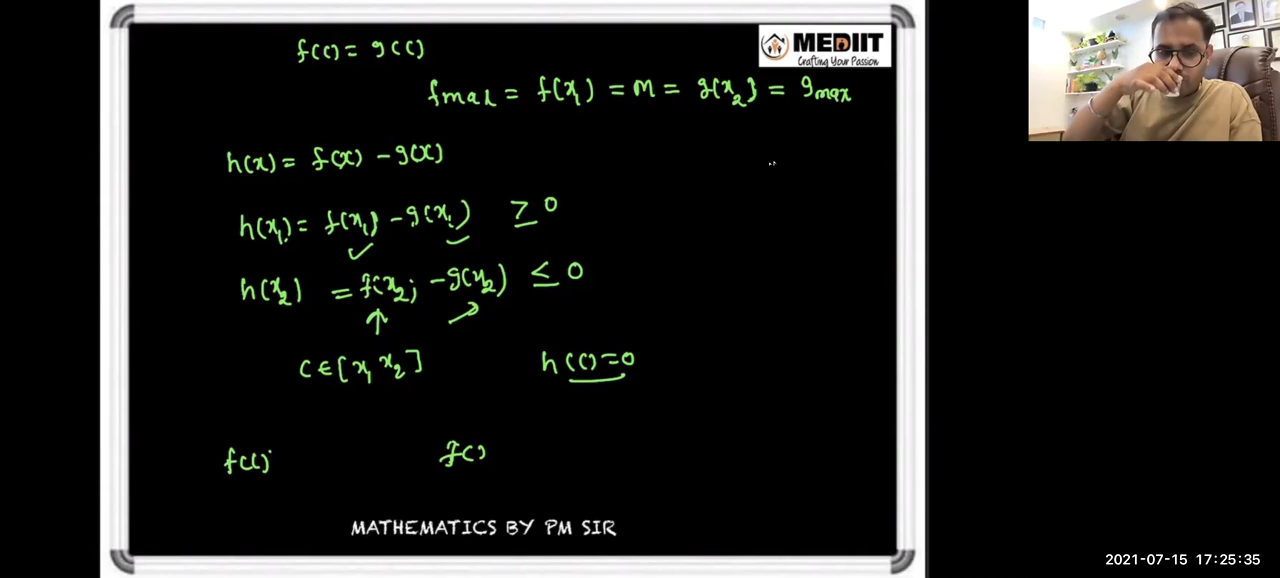 f(c) = g(c)
MEDIIT
Crafting Your Passion
fmax = f(x₁) = M = g(x₂) = gmax
h(x) = f(x) - g(x)
h(x₁) = f(x₁) - g(x₁) ≥ 0
h(x₂) = f(x₂) - g(x₂) ≤ 0
c ∈ [x₁ x₂] h(c) = 0
f(c) f(
MATHEMATICS BY PM SIR
2021-07-15 17:25:35